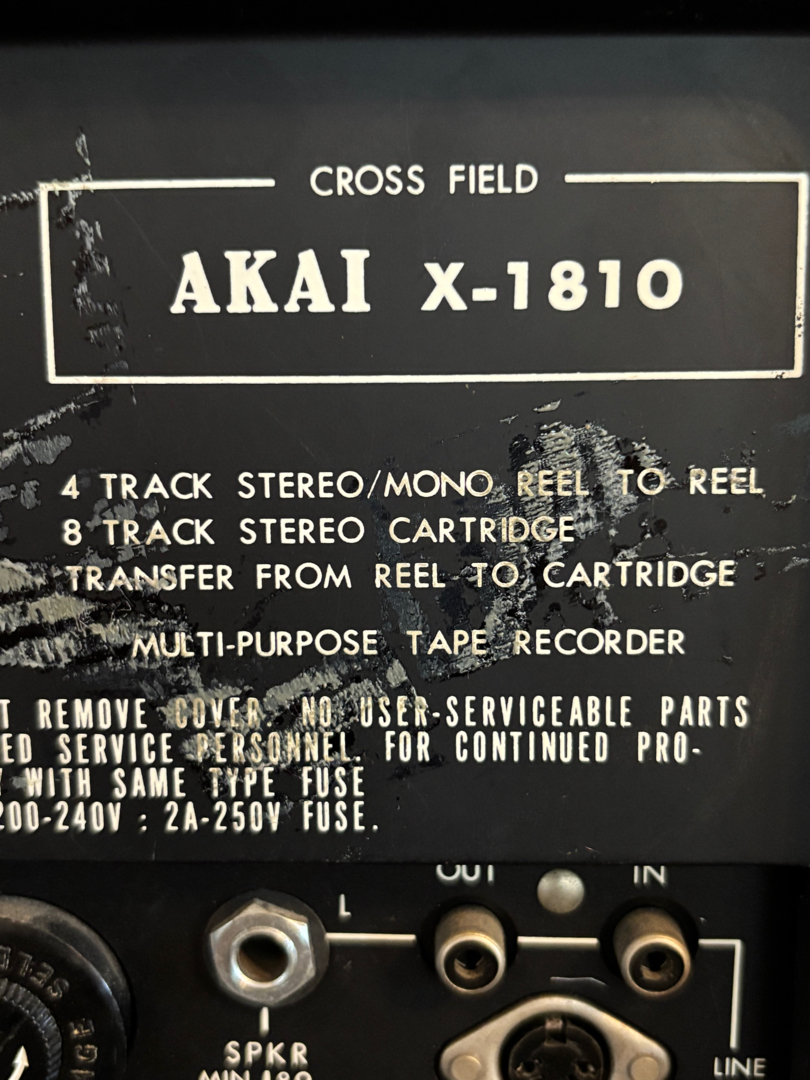 CROSS FIELD
AKAI X-1810
4 TRACK STEREO/MONO REEL TO REEL
8 TRACK STEREO CARTRIDGE
TRANSFER FROM REEL TO CARTRIDGE
MULTI-PURPOSE TAPE RECORDER
T REMOVE COVER. NO USER-SERVICEABLE PARTS
ED SERVICE PERSONNEL. FOR CONTINUED PRO-
Y WITH SAME TYPE FUSE
200-240V : 2A-250V FUSE.
OUT IN
L
SPKR
LINE